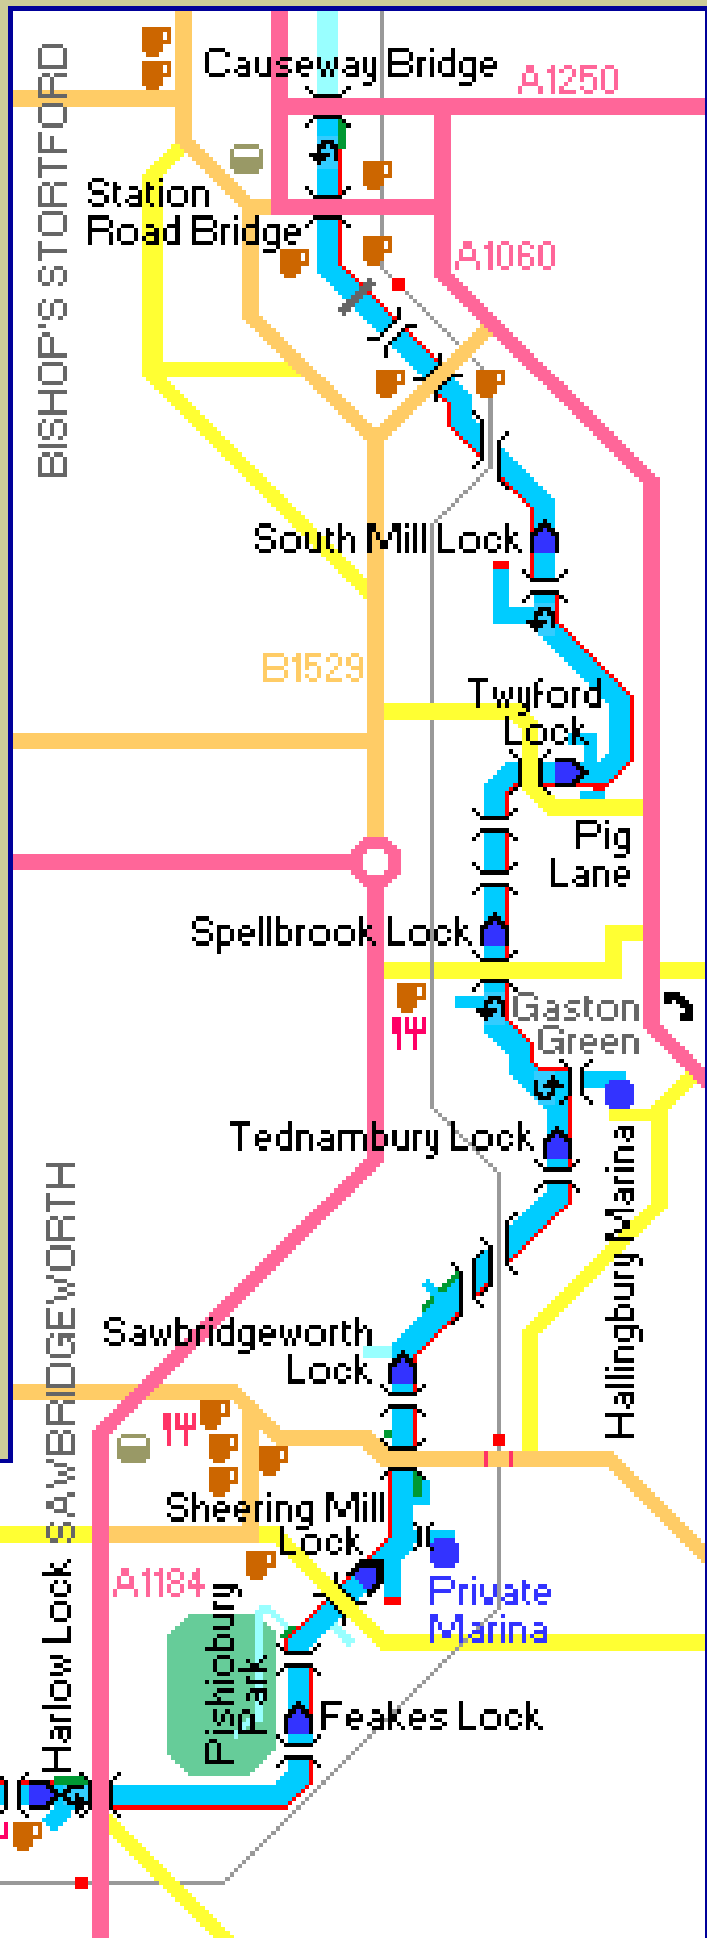 Causeway Bridge
A1250
BISHOP'S STORTFORD
Station
Road Bridge
A1060
South Mill Lock
B1529
Twyford
Lock
Pig
Lane
Spellbrook Lock
Gaston
Green
Tednambury Lock
Hallingbury Marina
SAWBRIDGEWORTH
Sawbridgeworth
Lock
Sheering Mill
Lock
A1184
Private
Marina
Pishiobury
Park
Harlow Lock
Feakes Lock